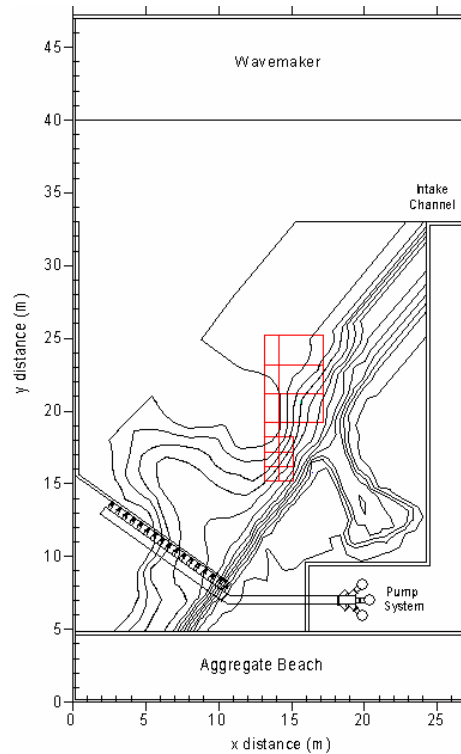 45
Wavemaker
40
35
Intake
Channel
30
25
20
15
10
5
0
y distance (m)
Pump
System
Aggregate Beach
0
5
10
15
20
25
x distance (m)